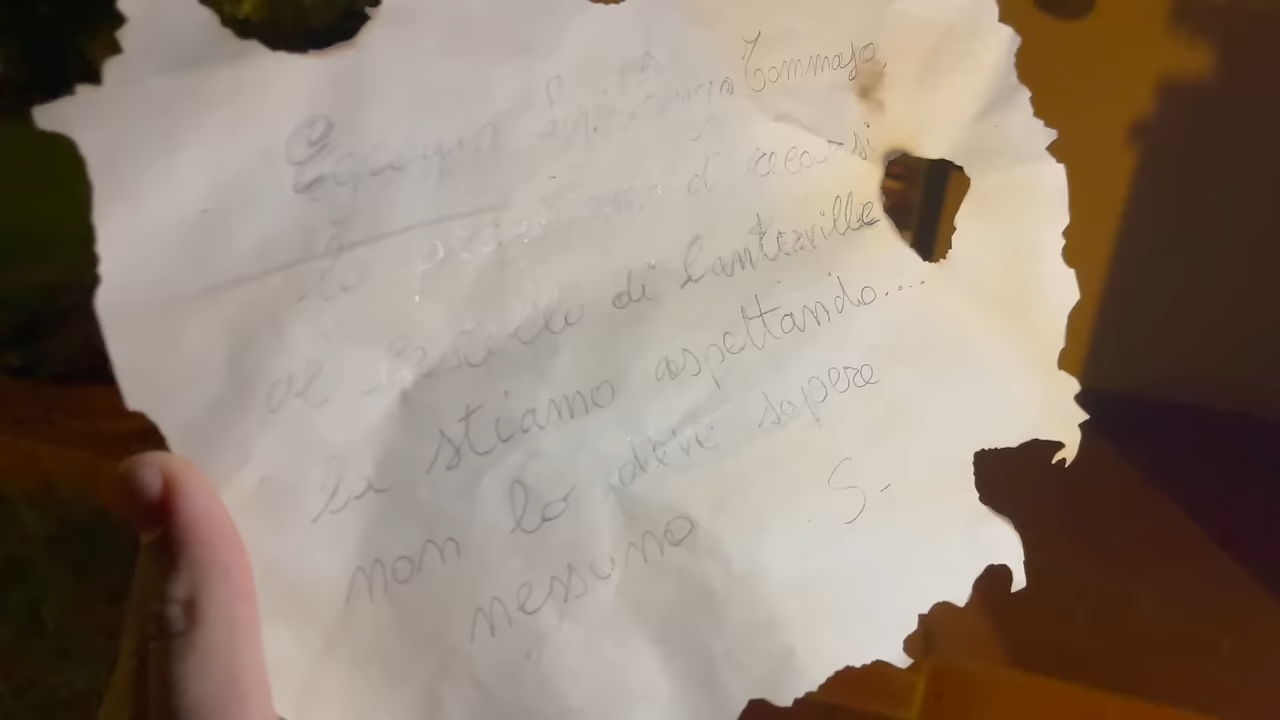 Tommaso,
di recarsi
al Castello di Canterville
la stiamo aspettando....
non lo deve sapere
nessuno
S.